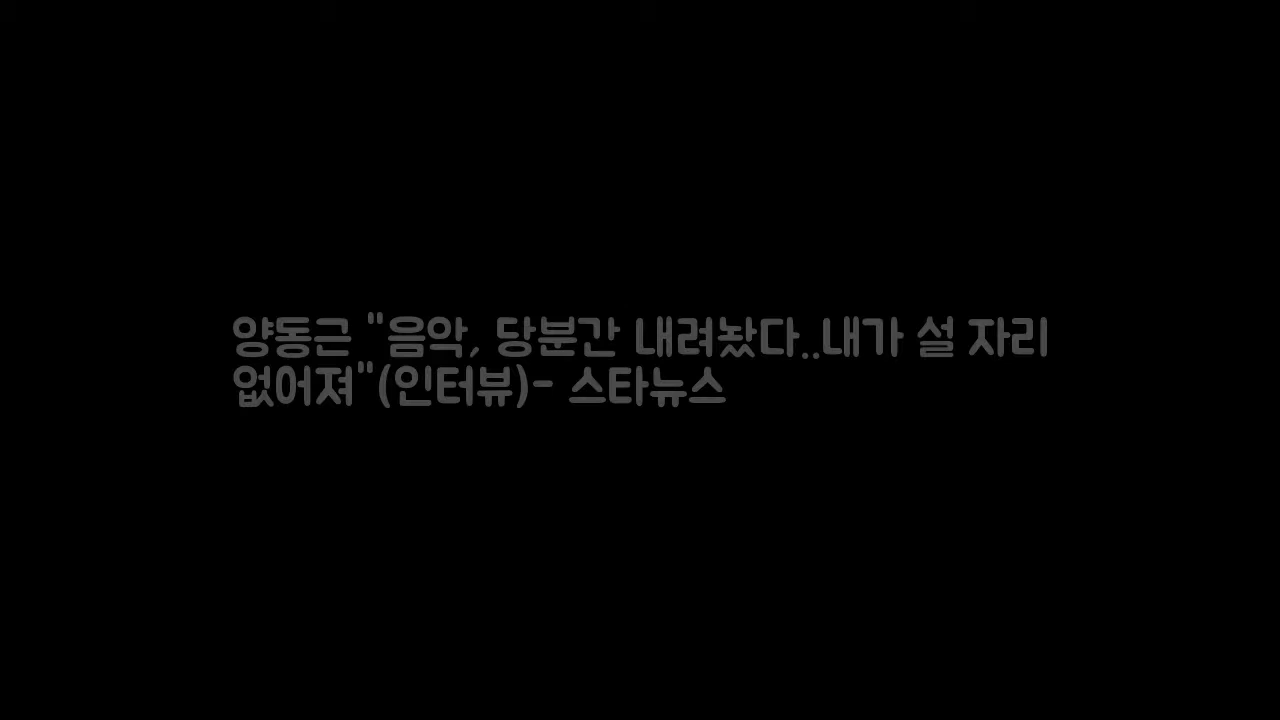 양동근 "음악, 당분간 내려놨다..내가 설 자리
없어져"(인터뷰)- 스타뉴스